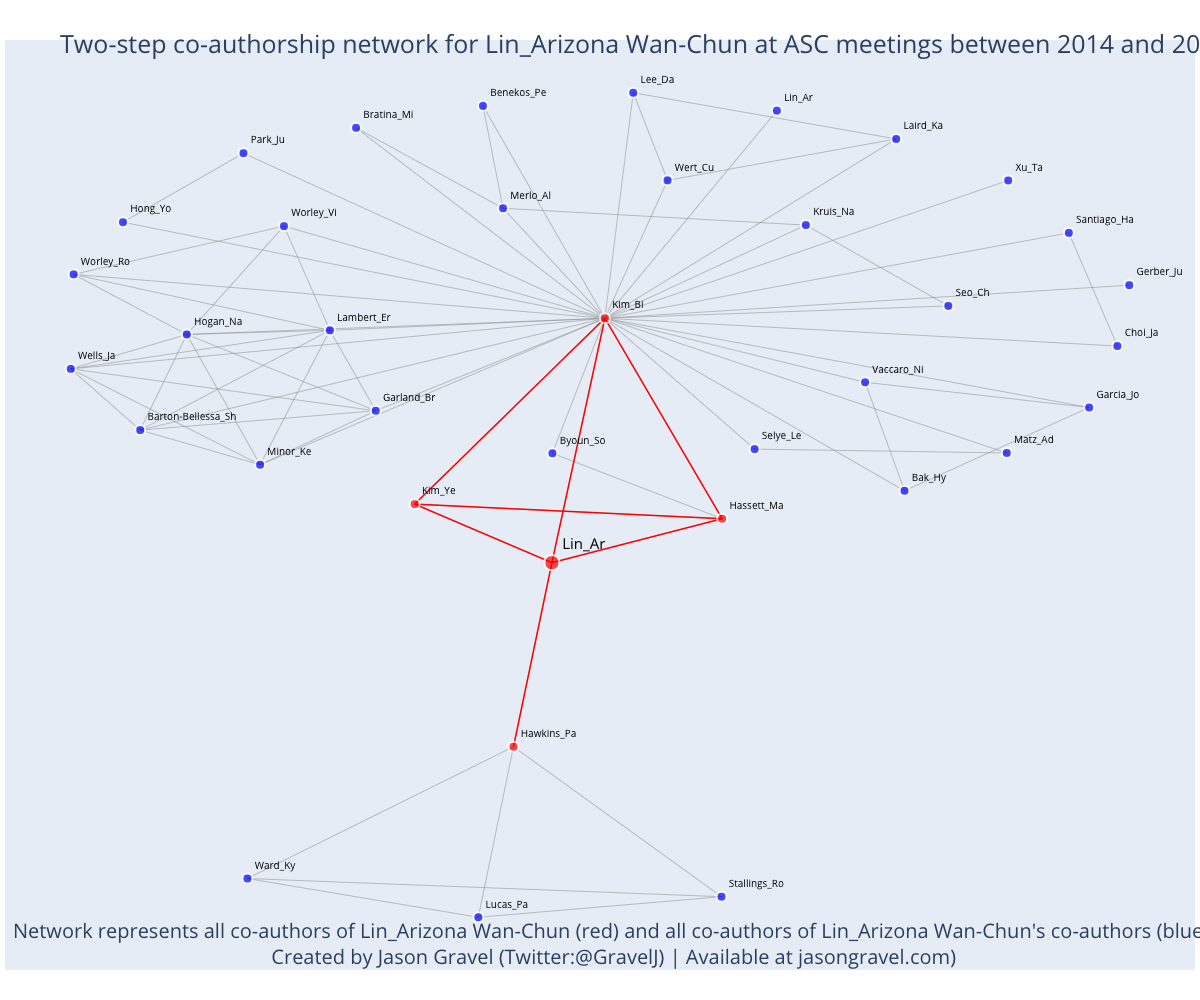 Two-step co-authorship network for Lin_Arizona Wan-Chun at ASC meetings between 2014 and 20
Lee_Da
Benekos_Pe
Lin_Ar
Bratina_Mi
Laird_Ka
Park_Ju
Wert_Cu
Xu_Ta
Merlo_Al
Hong_Yo
Worley_Vi
Kruis_Na
Santiago_Ha
Worley_Ro
Gerber_Ju
Seo_Ch
Kim_Bi
Hogan_Na
Lambert_Er
Choi_Ja
Wells_Ja
Vaccaro_Ni
Garcia_Jo
Garland_Br
Barton-Bellessa_Sh
Selye_Le
Matz_Ad
Byoun_So
Minor_Ke
Bak_Hy
Kim_Ye
Hassett_Ma
Lin_Ar
Hawkins_Pa
Ward_Ky
Stallings_Ro
Lucas_Pa
Network represents all co-authors of Lin_Arizona Wan-Chun (red) and all co-authors of Lin_Arizona Wan-Chun's co-authors (blue
Created by Jason Gravel (Twitter:@GravelJ) | Available at jasongravel.com)